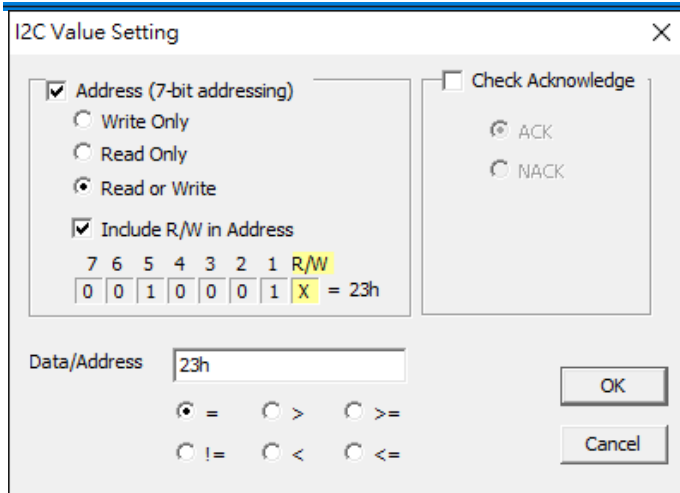 I2C Value Setting
Address (7-bit addressing)
Write Only
Read Only
Read or Write
Include R/W in Address
7 6 5 4 3 2 1 R/W
0 0 1 0 0 0 1 X = 23h
Check Acknowledge
ACK
NACK
Data/Address 23h
= > >=
!= < <=
OK
Cancel